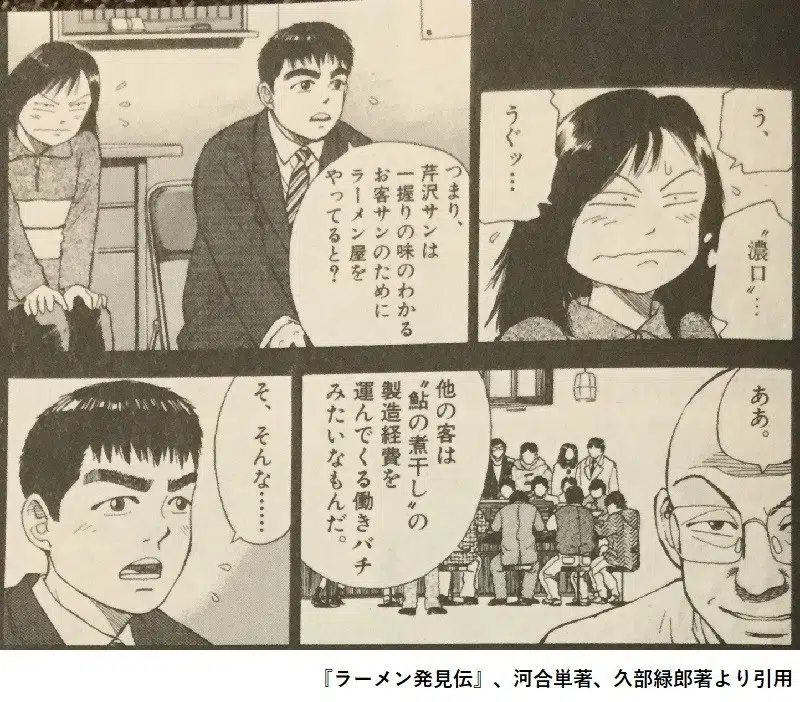 う、
〝濃口〟…
うぐッ…
つまり、
芹沢サンは
一握りの味のわかる
お客サンのために
ラーメン屋を
やってると？
ああ。
他の客は
〝鮎の煮干し〟の
製造経費を
運んでくる働きバチ
みたいなもんだ。
そ、そんな……
『ラーメン発見伝』、河合単著、久部緑郎著より引用